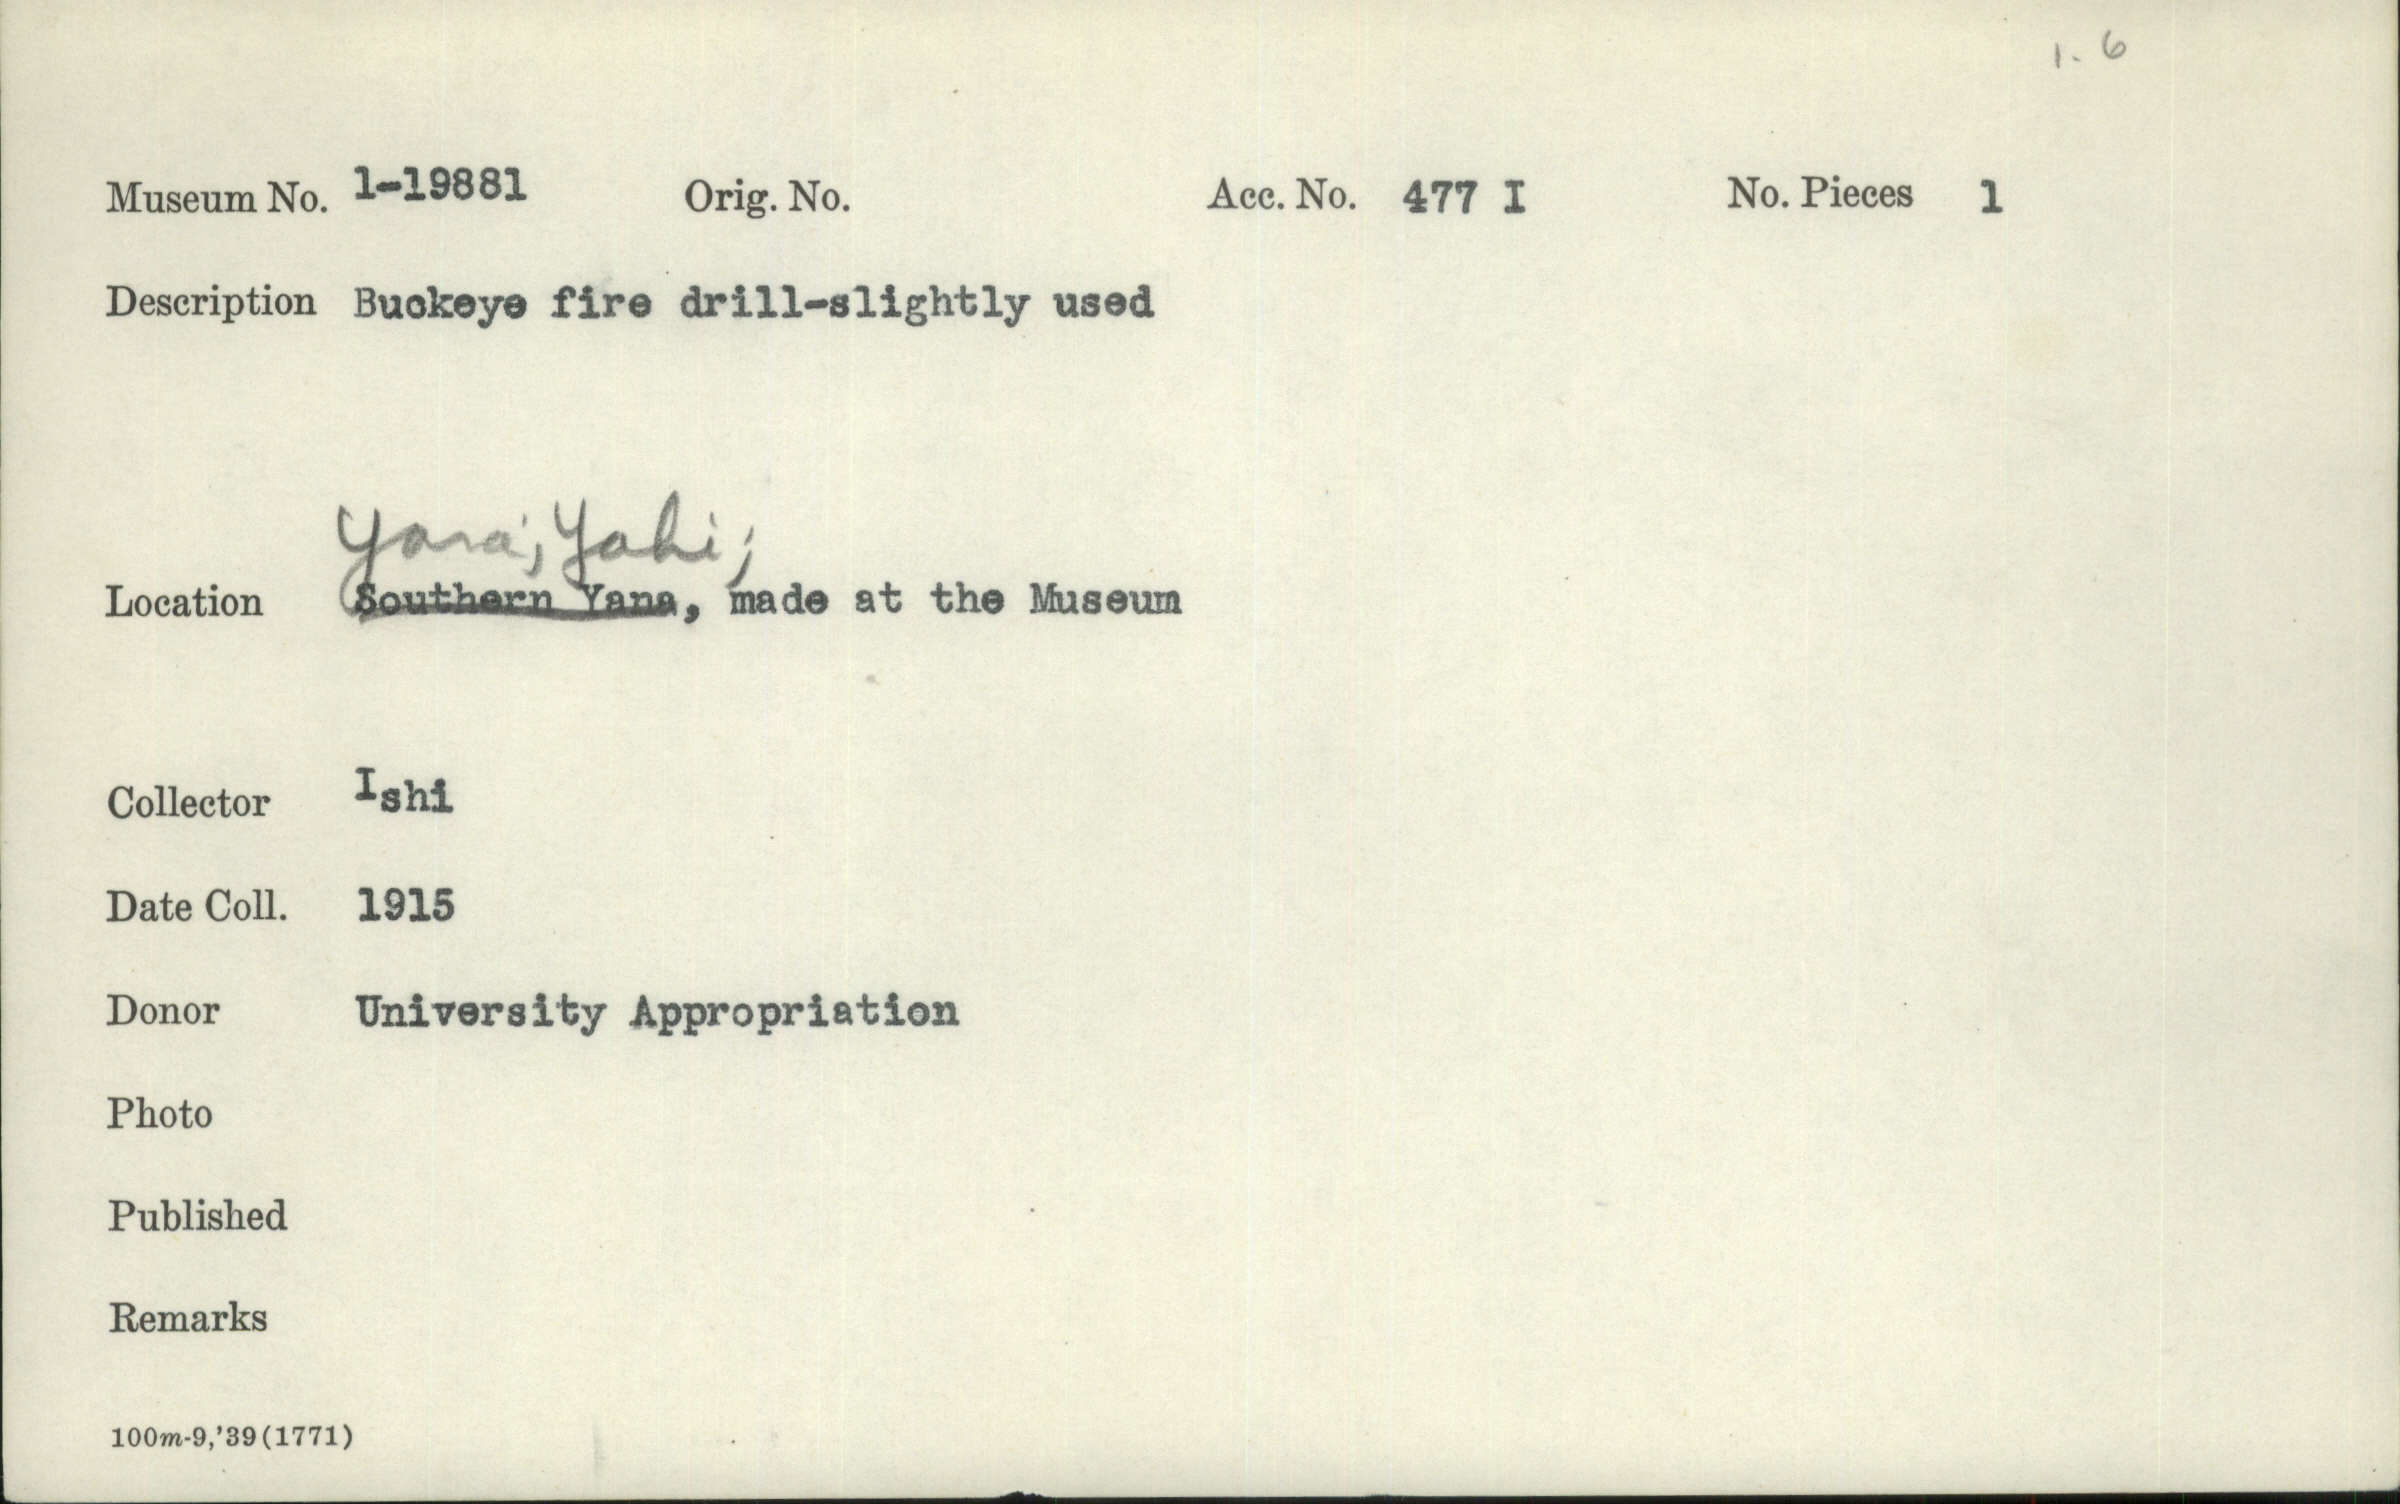 1. 6
Museum No. 1-19881 Orig. No. Acc. No. 477 I No. Pieces 1
Description Buckeye fire drill-slightly used
Yana; Yahi;
Location Southern Yana, made at the Museum
Collector Ishi
Date Coll. 1915
Donor University Appropriation
Photo
Published
Remarks
100m-9,'39(1771)